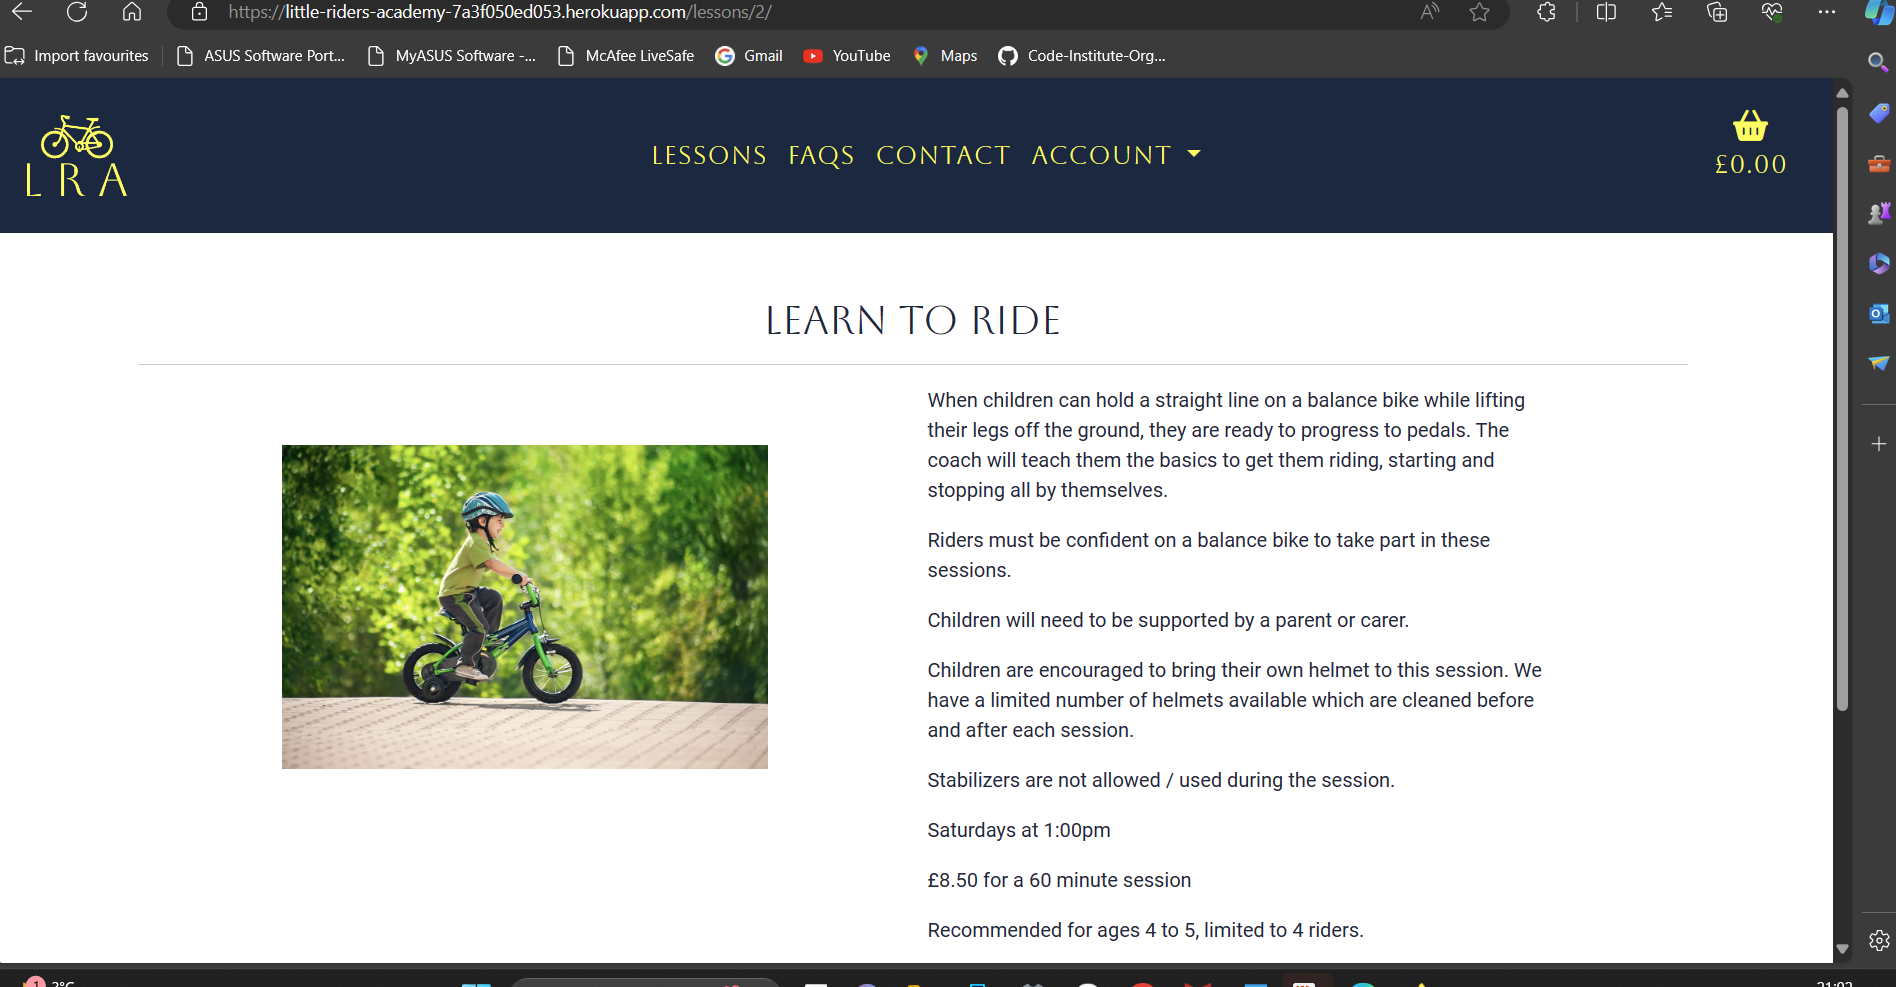 https://little-riders-academy-7a3f050ed053.herokuapp.com/lessons/2/
Import favourites
ASUS Software Port...
MyASUS Software -...
McAfee LiveSafe
Gmail
YouTube
Maps
Code-Institute-Org...
LRA
LESSONS
FAQS
CONTACT
ACCOUNT
£0.00
LEARN TO RIDE
When children can hold a straight line on a balance bike while lifting
their legs off the ground, they are ready to progress to pedals. The
coach will teach them the basics to get them riding, starting and
stopping all by themselves.
Riders must be confident on a balance bike to take part in these
sessions.
Children will need to be supported by a parent or carer.
Children are encouraged to bring their own helmet to this session. We
have a limited number of helmets available which are cleaned before
and after each session.
Stabilizers are not allowed / used during the session.
Saturdays at 1:00pm
£8.50 for a 60 minute session
Recommended for ages 4 to 5, limited to 4 riders.